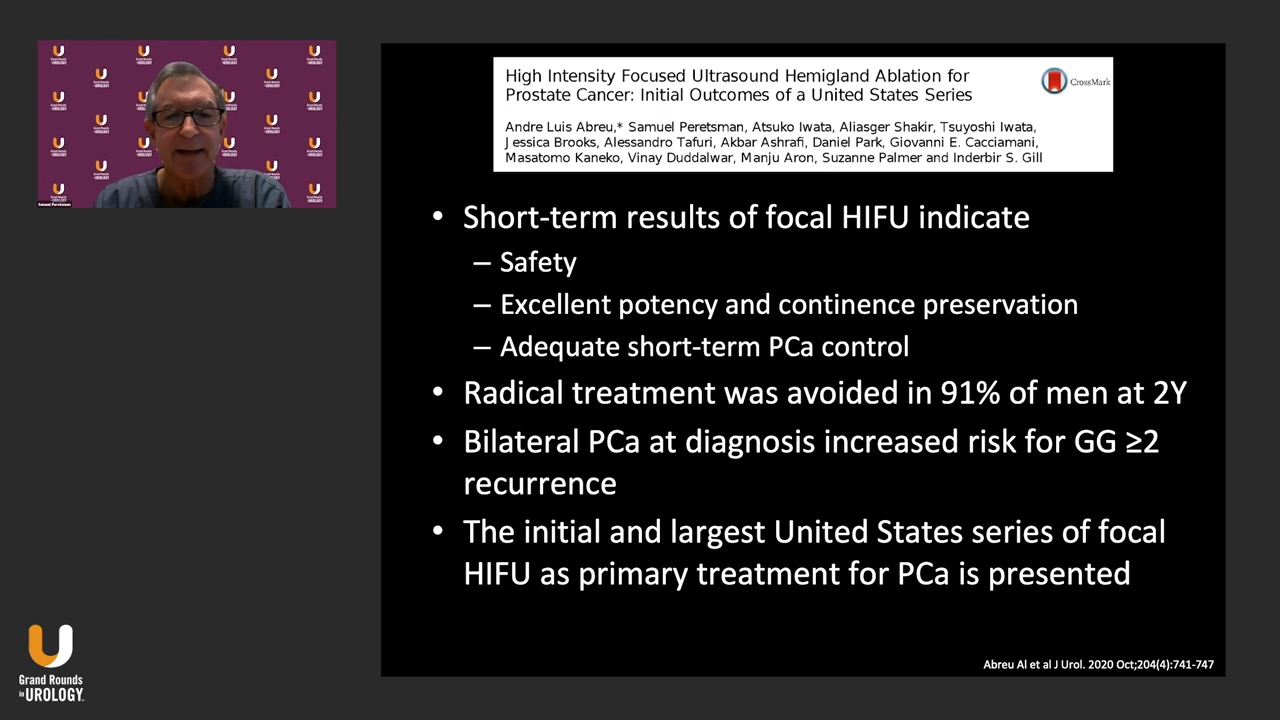 High Intensity Focused Ultrasound Hemigland Ablation for
Prostate Cancer: Initial Outcomes of a United States Series
CrossMark
Andre Luis Abreu,* Samuel Peretsman, Atsuko Iwata, Aliasger Shakir, Tsuyoshi Iwata,
Jessica Brooks, Alessandro Tafuri, Akbar Ashrafi, Daniel Park, Giovanni E. Cacciamani,
Masatomo Kaneko, Vinay Duddalwar, Manju Aron, Suzanne Palmer and Inderbir S. Gill
• Short-term results of focal HIFU indicate
– Safety
– Excellent potency and continence preservation
– Adequate short-term PCa control
• Radical treatment was avoided in 91% of men at 2Y
• Bilateral PCa at diagnosis increased risk for GG ≥2
recurrence
• The initial and largest United States series of focal
HIFU as primary treatment for PCa is presented
Abreu Al et al J Urol. 2020 Oct;204(4):741-747
Samuel Peretsman
Grand Rounds
in UROLOGY